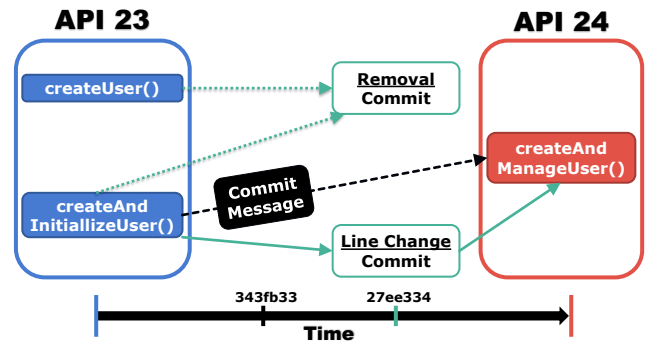 API 23
API 24
createUser()
Removal
Commit
createAnd
ManageUser()
Commit
Message
createAnd
InitiallizeUser()
Line Change
Commit
343fb33
27ee334
Time